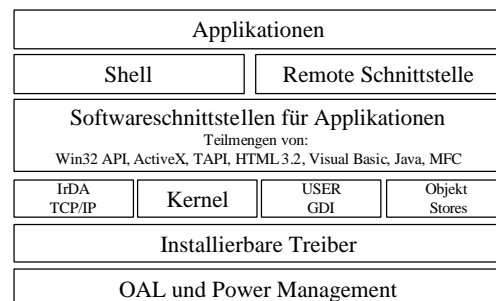 Applikationen
Shell
Remote Schnittstelle
Softwareschnittstellen für Applikationen
Teilmengen von:
Win32 API, ActiveX, TAPI, HTML 3.2, Visual Basic, Java, MFC
IrDA
TCP/IP
Kernel
USER
GDI
Objekt
Stores
Installierbare Treiber
OAL und Power Management